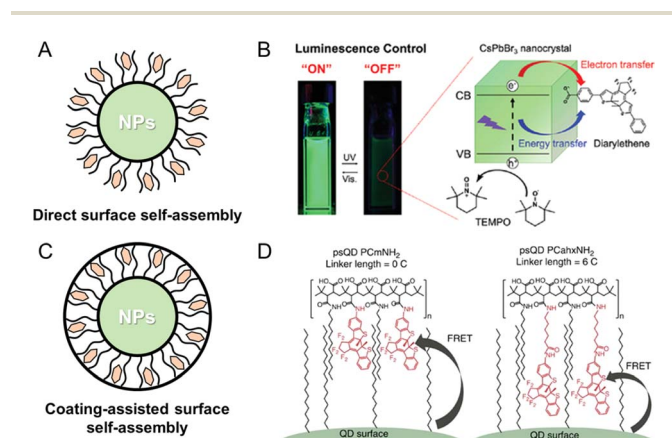 A
NPs
Direct surface self-assembly
B
Luminescence Control
"ON"
"OFF"
UV
Vis.
CsPbBr3 nanocrystal
CB
e-
Electron transfer
Energy transfer
Diarylethene
VB
h+
TEMPO
C
NPs
Coating-assisted surface
self-assembly
D
psQD PCmNH2
Linker length = 0 C
psQD PCahxNH2
Linker length = 6 C
n
n
FRET
FRET
QD surface
QD surface